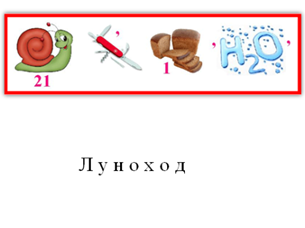 , , H2O ,
21 1
Л у н о х о д